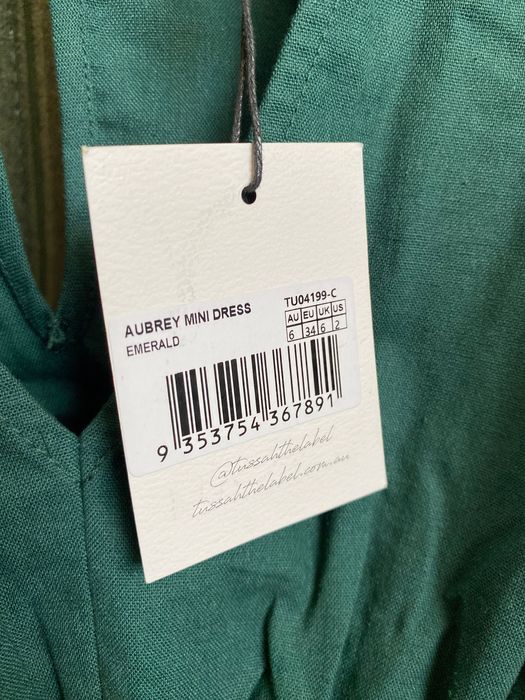 AUBREY MINI DRESS
EMERALD
TU04199-C
AU EU UK US
6 34 6 2
9 353754 367891
@tussahthelabel
tussahthelabel.com.au